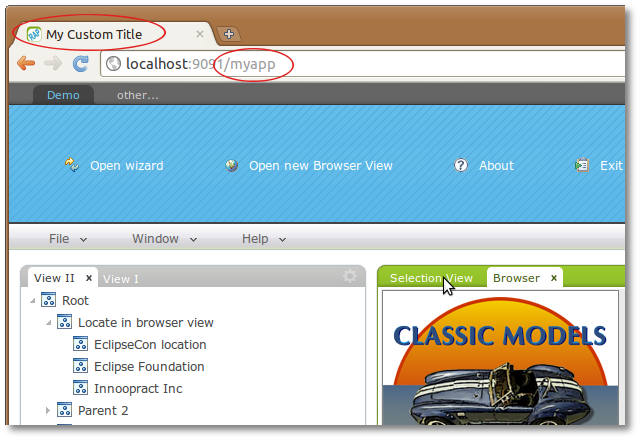 RAP My Custom Title
localhost:9091/myapp
Demo other...
Open wizard Open new Browser View About Exit
File Window Help
View II View I
Selection View Browser
Root
Locate in browser view
EclipseCon location
Eclipse Foundation
Innoopract Inc
Parent 2
CLASSIC MODELS